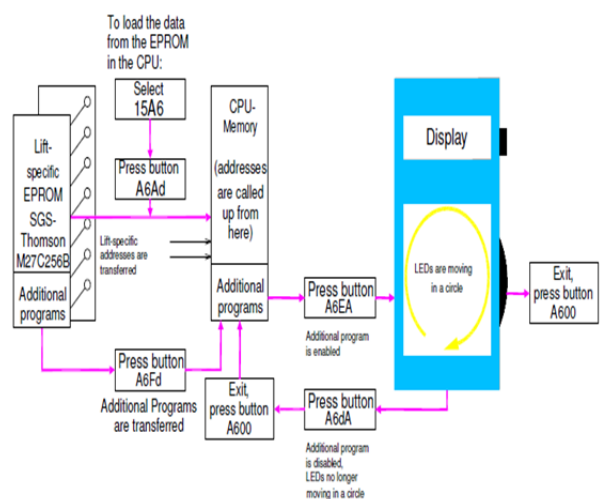 To load the data
from the EPROM
in the CPU:
Select
15A6
Press button
A6Ad
Lift-
specific
EPROM
SGS-
Thomson
M27C256B
Additional
programs
Lift-specific
addresses are
transferred
CPU-
Memory
(addresses
are called
up from
here)
Additional
programs
Press button
A6Fd
Additional Programs
are transferred
Exit,
press button
A600
Press button
A6EA
Additional program
is enabled
Press button
A6dA
Additional program
is disabled,
LEDs no longer
moving in a circle
Display
LEDs are moving
in a circle
Exit,
press button
A600